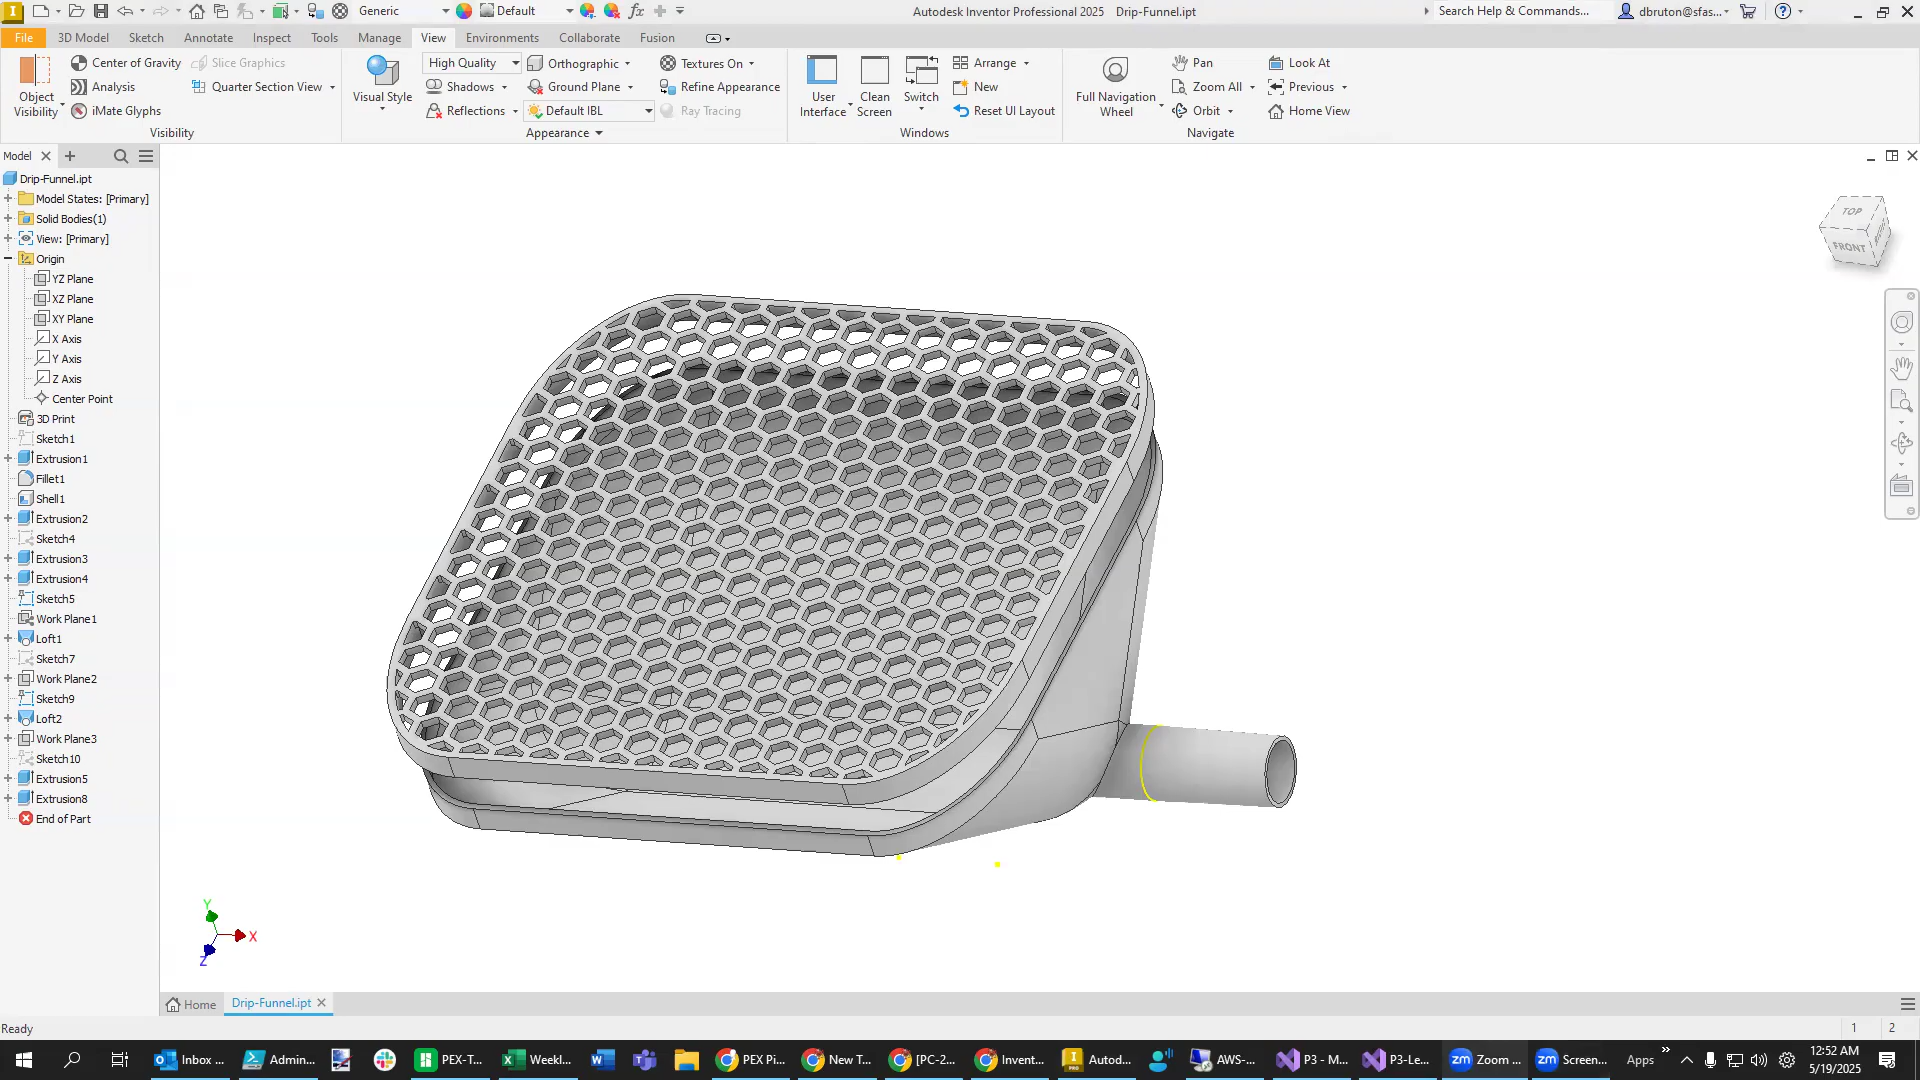 Generic
Default
Autodesk Inventor Professional 2025 Drip-Funnel.ipt
Search Help & Commands...
dbruton@sfas...
File
3D Model
Sketch
Annotate
Inspect
Tools
Manage
View
Environments
Collaborate
Fusion
Object Visibility
Center of Gravity
Analysis
iMate Glyphs
Slice Graphics
Quarter Section View
Visibility
Visual Style
High Quality
Shadows
Reflections
Orthographic
Ground Plane
Default IBL
Textures On
Refine Appearance
Ray Tracing
Appearance
User Interface
Clean Screen
Switch
Arrange
New
Reset UI Layout
Windows
Full Navigation Wheel
Pan
Zoom All
Orbit
Look At
Previous
Home View
Navigate
Model
Drip-Funnel.ipt
Model States: [Primary]
Solid Bodies(1)
View: [Primary]
Origin
YZ Plane
XZ Plane
XY Plane
X Axis
Y Axis
Z Axis
Center Point
3D Print
Sketch1
Extrusion1
Fillet1
Shell1
Extrusion2
Sketch4
Extrusion3
Extrusion4
Sketch5
Work Plane1
Loft1
Sketch7
Work Plane2
Sketch9
Loft2
Work Plane3
Sketch10
Extrusion5
Extrusion8
End of Part
TOP
FRONT
Y
X
Z
Home
Drip-Funnel.ipt
Ready
1
2
Inbox ...
Admin...
PEX-T...
Weekl...
PEX Pi...
New T...
[PC-2...
Invent...
Autod...
AWS-...
P3 - M...
P3-Le...
Zoom ...
Screen...
Apps
12:52 AM
5/19/2025